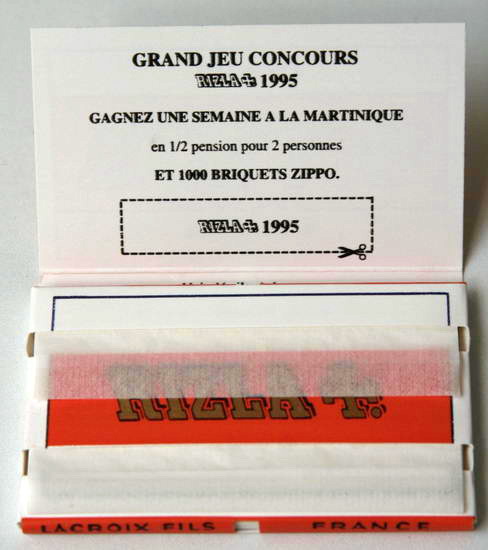 GRAND JEU CONCOURS
RIZLA+. 1995
GAGNEZ UNE SEMAINE A LA MARTINIQUE
en 1/2 pension pour 2 personnes
ET 1000 BRIQUETS ZIPPO.
RIZLA+. 1995
RIZLA+.
LACROIX FILS FRANCE